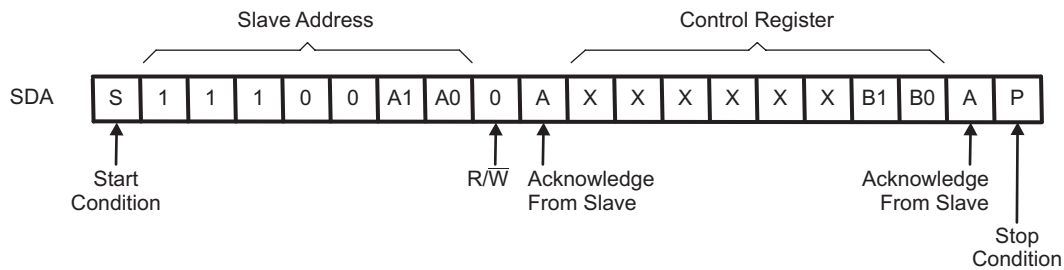 Slave Address Control Register
SDA S 1 1 1 0 0 A1 A0 0 A X X X X X X B1 B0 A P
Start Condition
R/W̅
Acknowledge From Slave
Acknowledge From Slave
Stop Condition